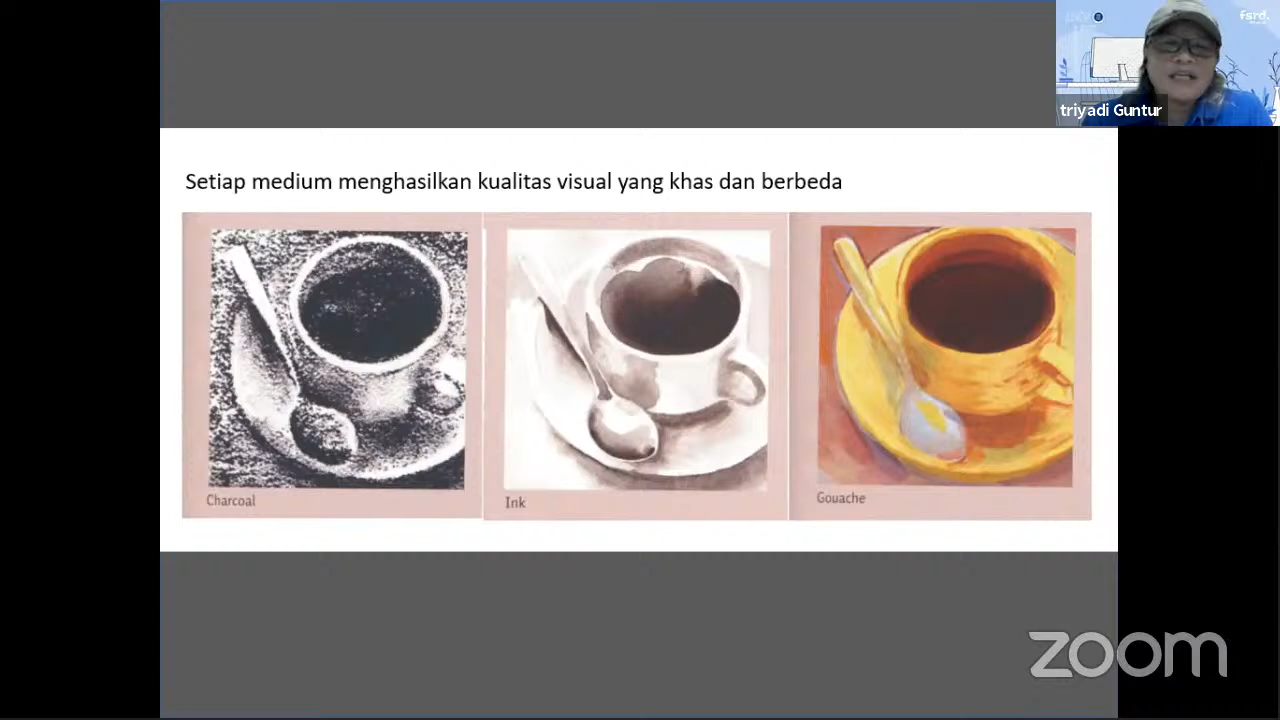 fsrd.
triyadi Guntur
Setiap medium menghasilkan kualitas visual yang khas dan berbeda
Charcoal
Ink
Gouache
zoom